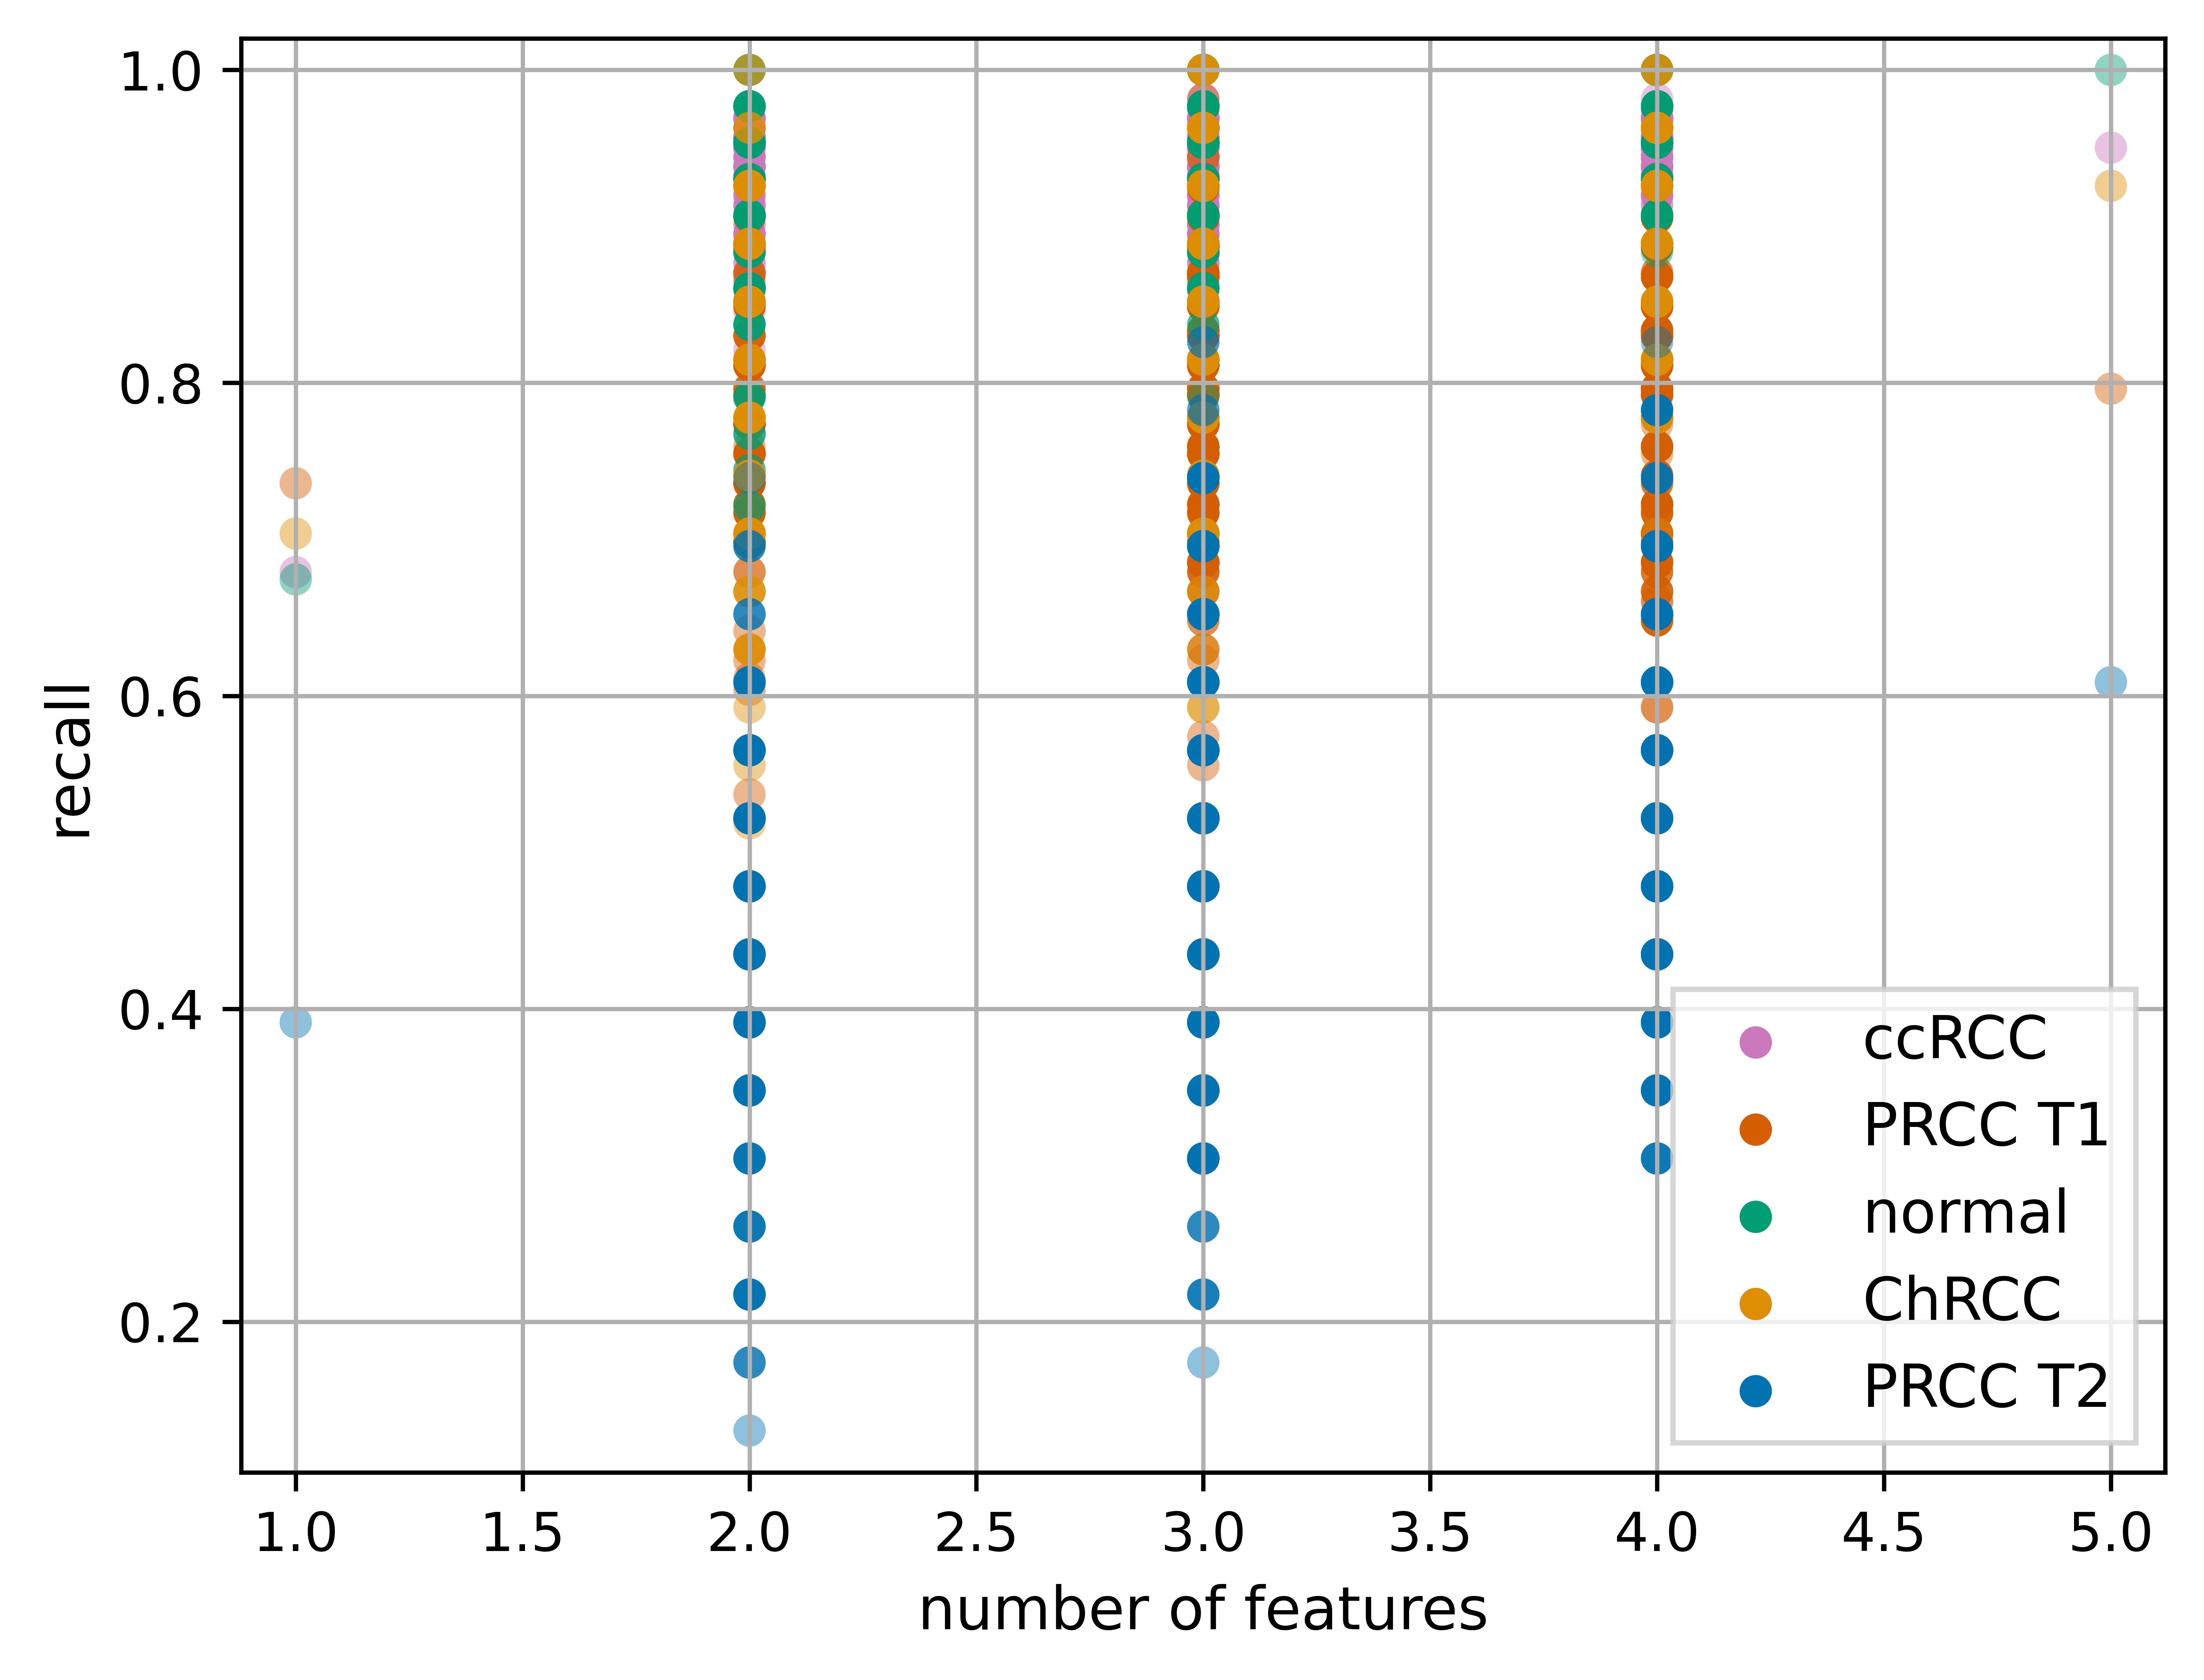 1.0
0.8
0.6
0.4
0.2
recall
ccRCC
PRCC T1
normal
ChRCC
PRCC T2
1.0 1.5 2.0 2.5 3.0 3.5 4.0 4.5 5.0
number of features